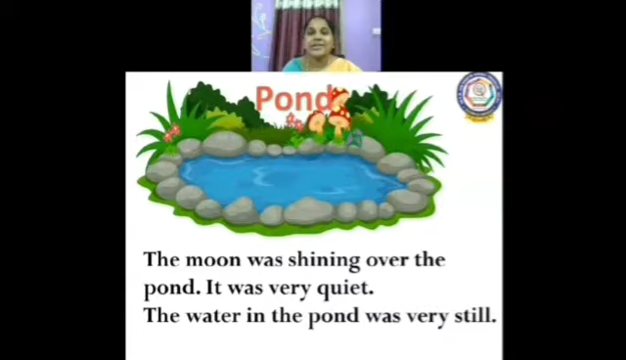 Pond
The moon was shining over the
pond. It was very quiet.
The water in the pond was very still.